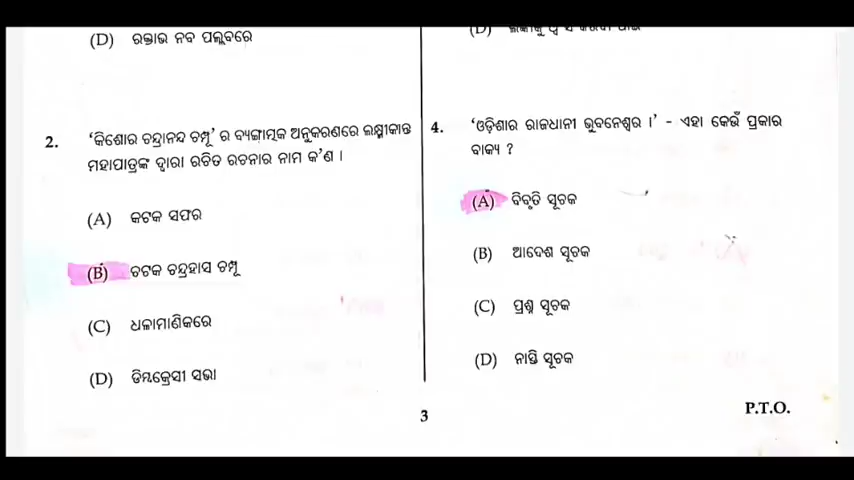 (D) ରକ୍ତାଭ ନବ ପଲ୍ଲବରେ
2. 'କିଶୋର ଚନ୍ଦ୍ରାନନ୍ଦ ଚମ୍ପୂ' ର ବ୍ୟଙ୍ଗାତ୍ମକ ଅନୁକରଣରେ ଲକ୍ଷ୍ମୀକାନ୍ତ
ମହାପାତ୍ରଙ୍କ ଦ୍ୱାରା ରଚିତ ରଚନାର ନାମ କ'ଣ ।
(A) କଟକ ସଫର
(B) ଚଟକ ଚନ୍ଦ୍ରହାସ ଚମ୍ପୂ
(C) ଧଳାମାଣିକରେ
(D) ଡିମ୍ବକ୍ରେସୀ ସଭା
(D)
4. 'ଓଡ଼ିଶାର ରାଜଧାନୀ ଭୁବନେଶ୍ୱର ।' - ଏହା କେଉଁ ପ୍ରକାର
ବାକ୍ୟ ?
(A) ବିବୃତି ସୂଚକ
(B) ଆଦେଶ ସୂଚକ
(C) ପ୍ରଶ୍ନ ସୂଚକ
(D) ନାସ୍ତି ସୂଚକ
3
P.T.O.